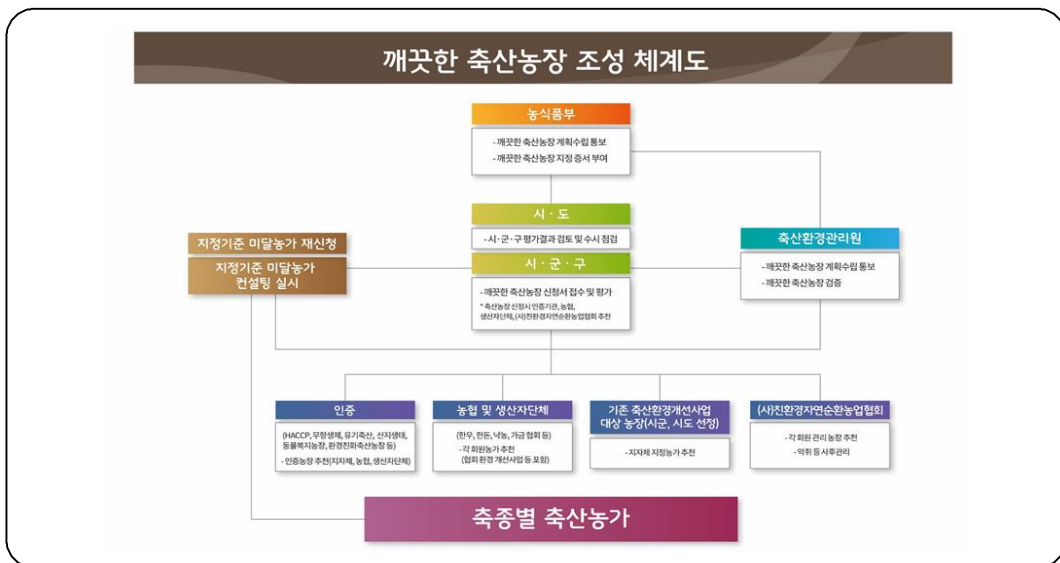 깨끗한 축산농장 조성 체계도
농식품부
- 깨끗한 축산농장 계획수립 통보
- 깨끗한 축산농장 지정 증서 부여
시 · 도
- 시·군·구 평가결과 검토 및 수시 점검
시 · 군 · 구
- 깨끗한 축산농장 신청서 접수 및 평가
* 축산농장 신청시 인증기관, 농협,
생산자단체, (사)친환경자연순환농업협회 추천
지정기준 미달농가 재신청
지정기준 미달농가
컨설팅 실시
축산환경관리원
- 깨끗한 축산농장 계획수립 통보
- 깨끗한 축산농장 검증
인증
(HACCP, 무항생제, 유기축산, 산지생태,
동물복지농장, 환경친화축산농장 등)
- 인증농장 추천(지자체, 농협, 생산자단체)
농협 및 생산자단체
(한우, 한돈, 낙농, 가금 협회 등)
- 각 회원농가 추천
(협회 환경 개선사업 등 포함)
기존 축산환경개선사업
대상 농장(시군, 시도 선정)
- 지자체 지정농가 추천
(사)친환경자연순환농업협회
- 각 회원 관리 농장 추천
- 악취 등 사후관리
축종별 축산농가